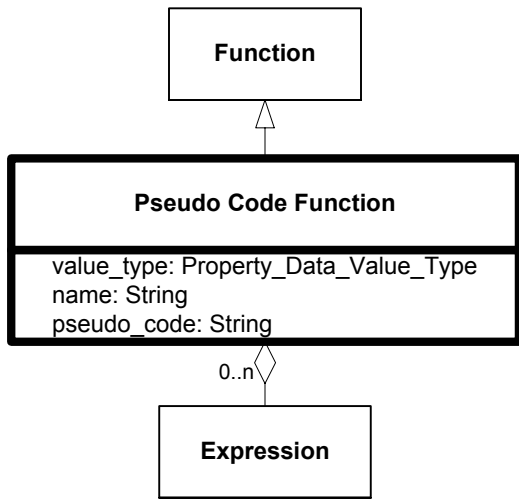 Function
Pseudo Code Function
value_type: Property_Data_Value_Type
name: String
pseudo_code: String
0..n
Expression